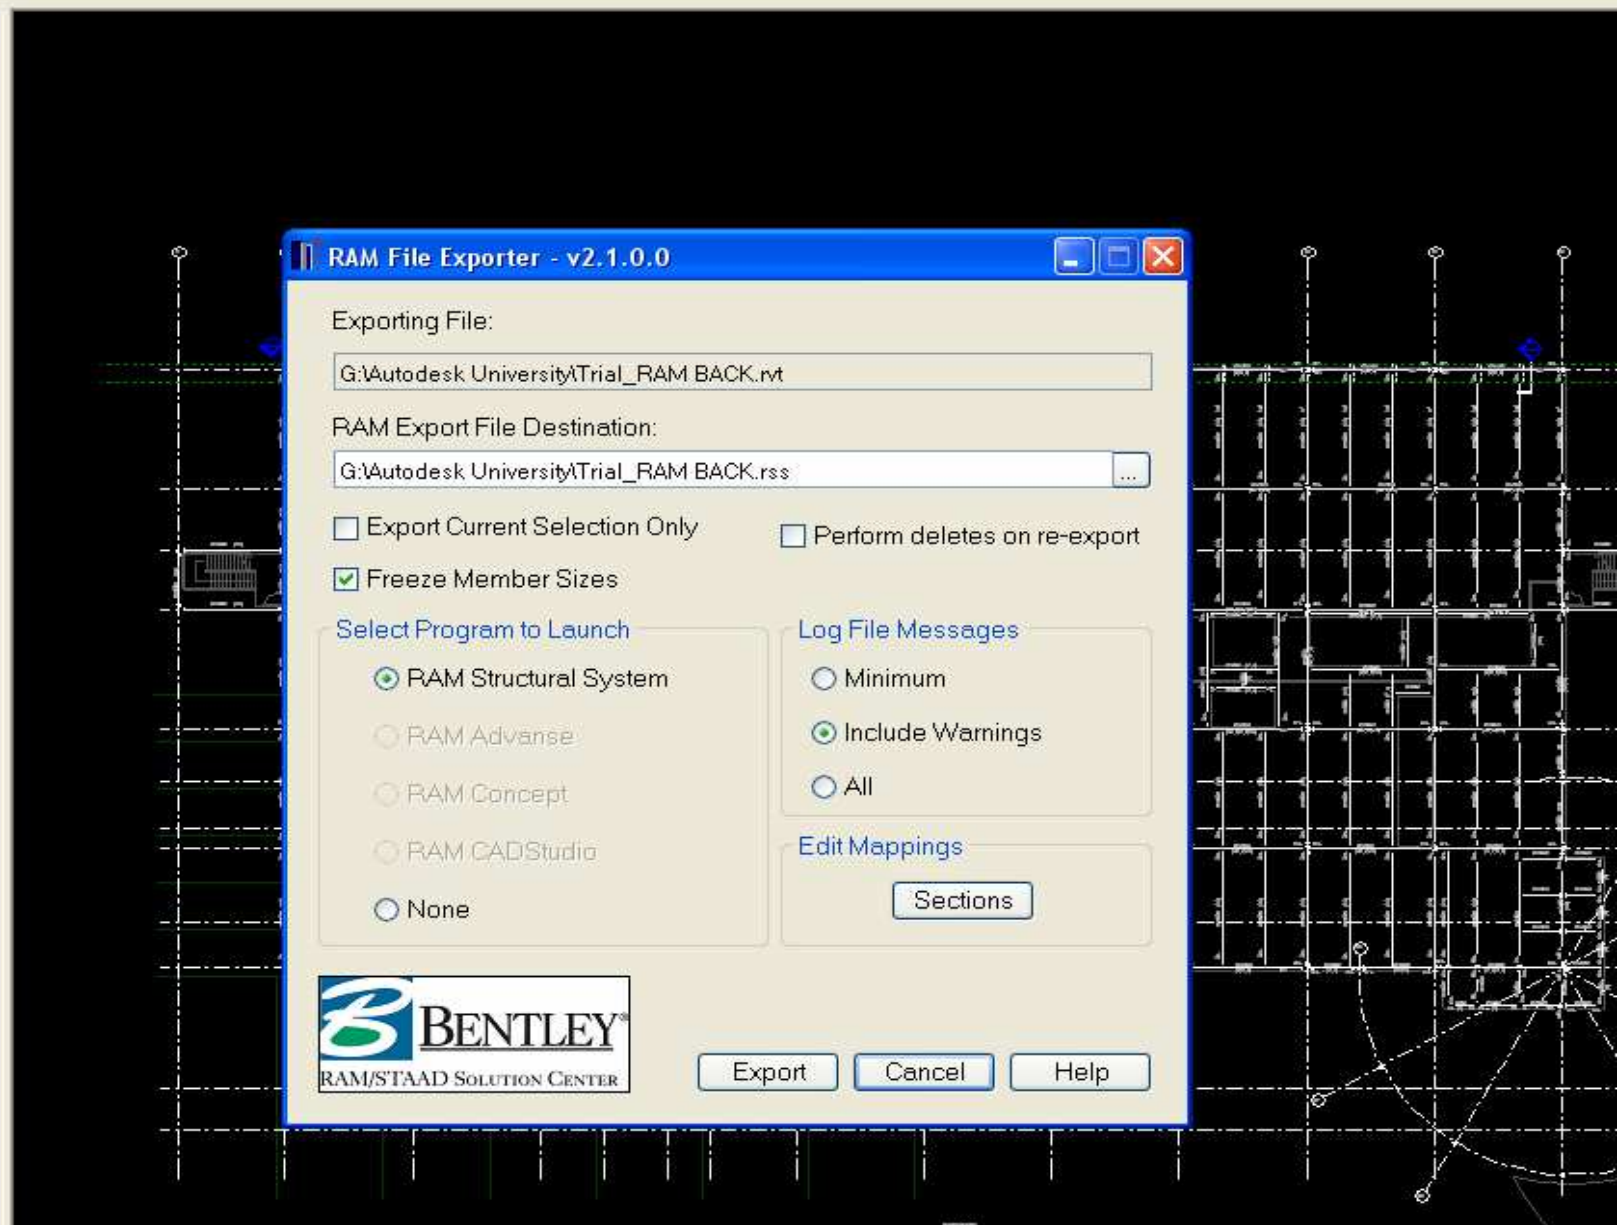 RAM File Exporter - v2.1.0.0
Exporting File:
G:\Autodesk University\Trial_RAM BACK.rvt
RAM Export File Destination:
G:\Autodesk University\Trial_RAM BACK.rss
...
Export Current Selection Only
Perform deletes on re-export
Freeze Member Sizes
Select Program to Launch
RAM Structural System
RAM Advanse
RAM Concept
RAM CADStudio
None
Log File Messages
Minimum
Include Warnings
All
Edit Mappings
Sections
BENTLEY®
RAM/STAAD SOLUTION CENTER
Export
Cancel
Help